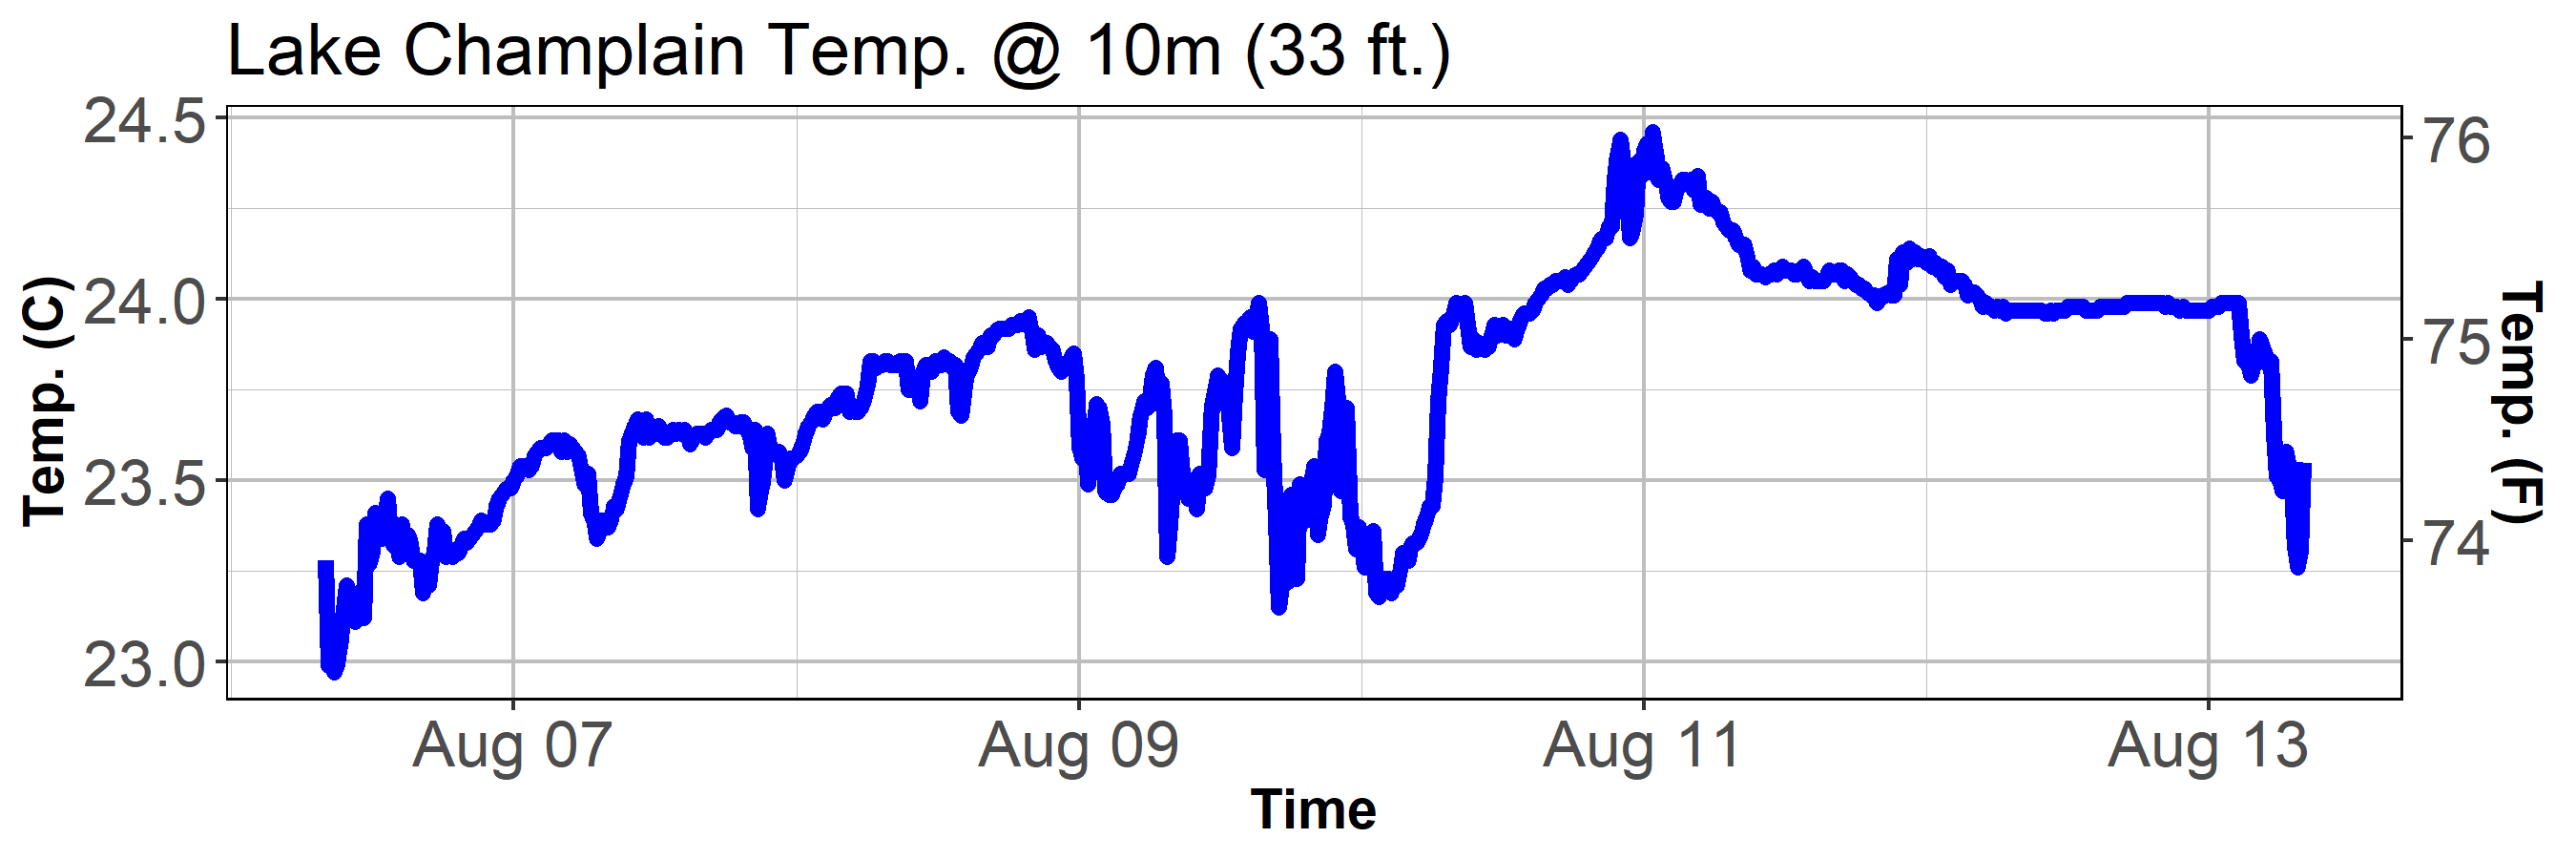 Lake Champlain Temp. @ 10m (33 ft.)
24.5
24.0
23.5
23.0
Temp. (C)
76
75
74
Temp. (F)
Aug 07
Aug 09
Aug 11
Aug 13
Time